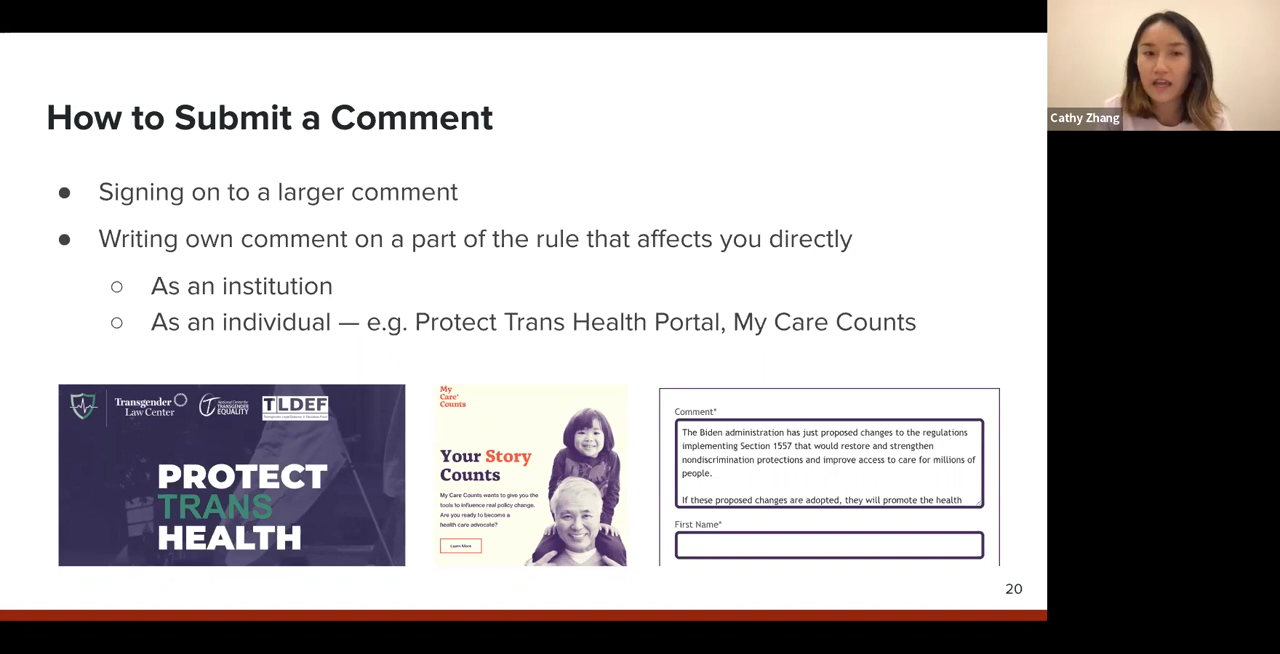 How to Submit a Comment
● Signing on to a larger comment
● Writing own comment on a part of the rule that affects you directly
○ As an institution
○ As an individual — e.g. Protect Trans Health Portal, My Care Counts
Transgender
Law Center
National Center for
TRANSGENDER
EQUALITY
TLDEF
Transgender Legal Defense & Education Fund
PROTECT
TRANS
HEALTH
My
Care
Counts
Your Story
Counts
My Care Counts wants to give you the
tools to influence real policy change.
Are you ready to become a
health care advocate?
Learn More
Comment*
The Biden administration has just proposed changes to the regulations
implementing Section 1557 that would restore and strengthen
nondiscrimination protections and improve access to care for millions of
people.
If these proposed changes are adopted, they will promote the health
First Name*
20
Cathy Zhang